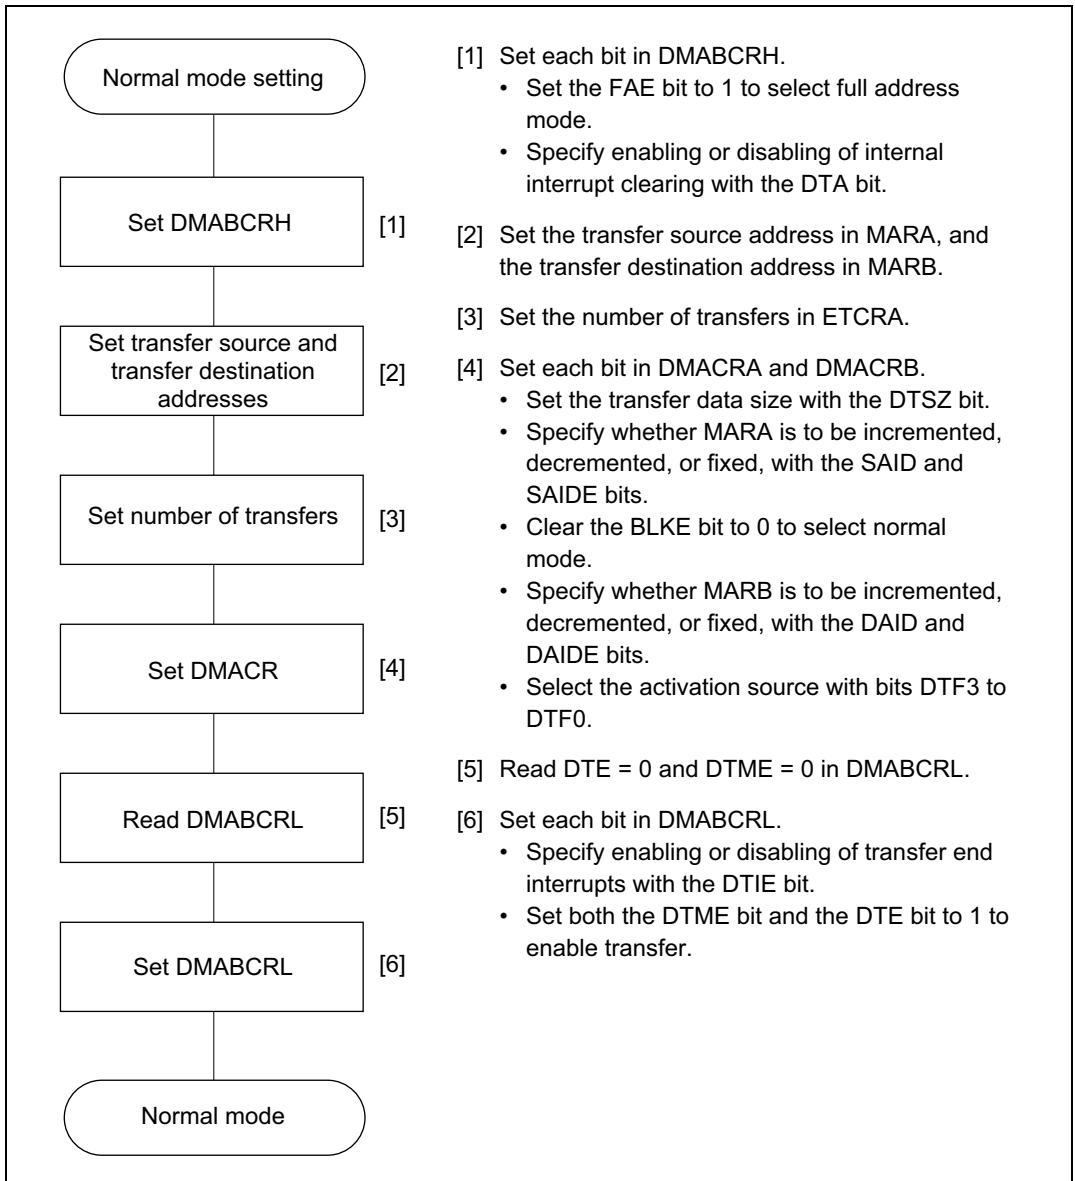 Normal mode setting
Set DMABCRH
[1]
Set transfer source and
transfer destination
addresses
[2]
Set number of transfers
[3]
Set DMACR
[4]
Read DMABCRL
[5]
Set DMABCRL
[6]
Normal mode
[1] Set each bit in DMABCRH.
• Set the FAE bit to 1 to select full address
mode.
• Specify enabling or disabling of internal
interrupt clearing with the DTA bit.
[2] Set the transfer source address in MARA, and
the transfer destination address in MARB.
[3] Set the number of transfers in ETCRA.
[4] Set each bit in DMACRA and DMACRB.
• Set the transfer data size with the DTSZ bit.
• Specify whether MARA is to be incremented,
decremented, or fixed, with the SAID and
SAIDE bits.
• Clear the BLKE bit to 0 to select normal
mode.
• Specify whether MARB is to be incremented,
decremented, or fixed, with the DAID and
DAIDE bits.
• Select the activation source with bits DTF3 to
DTF0.
[5] Read DTE = 0 and DTME = 0 in DMABCRL.
[6] Set each bit in DMABCRL.
• Specify enabling or disabling of transfer end
interrupts with the DTIE bit.
• Set both the DTME bit and the DTE bit to 1 to
enable transfer.